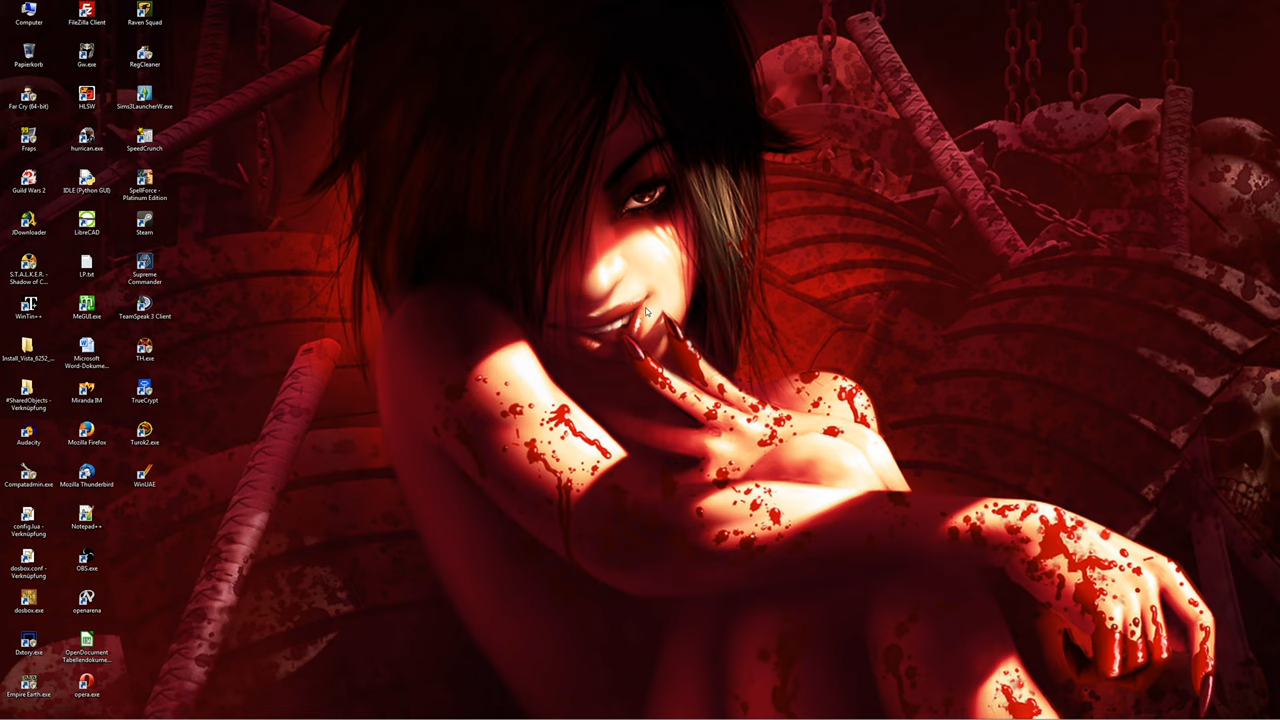 Computer
FileZilla Client
Raven Squad
Papierkorb
Gw.exe
RegCleaner
Far Cry (64-bit)
HLSW
Sims3LauncherW.exe
Fraps
hurrican.exe
SpeedCrunch
Guild Wars 2
IDLE (Python GUI)
SpellForce -
Platinum Edition
JDownloader
LibreCAD
Steam
S.T.A.L.K.E.R. -
Shadow of C...
LP.txt
Supreme
Commander
WinTin++
MeGUI.exe
TeamSpeak 3 Client
Install_Vista_6252_...
Microsoft
Word-Dokume...
TH.exe
#SharedObjects -
Verknüpfung
Miranda IM
TrueCrypt
Audacity
Mozilla Firefox
Turok2.exe
Compatadmin.exe
Mozilla Thunderbird
WinUAE
config.lua -
Verknüpfung
Notepad++
dosbox.conf -
Verknüpfung
OBS.exe
dosbox.exe
openarena
Dxtory.exe
OpenDocument
Tabellendokume...
Empire Earth.exe
opera.exe